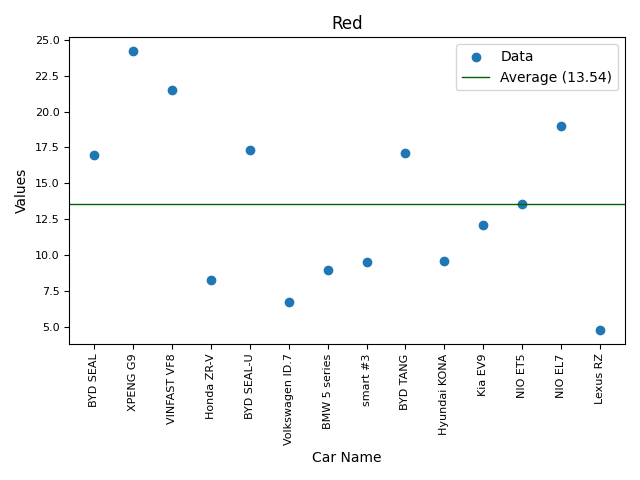 Red
25.0
22.5
20.0
17.5
15.0
12.5
10.0
7.5
5.0
Values
Data
Average (13.54)
BYD SEAL
XPENG G9
VINFAST VF8
Honda ZR-V
BYD SEAL-U
Volkswagen ID.7
BMW 5 series
smart #3
BYD TANG
Hyundai KONA
Kia EV9
NIO ET5
NIO EL7
Lexus RZ
Car Name